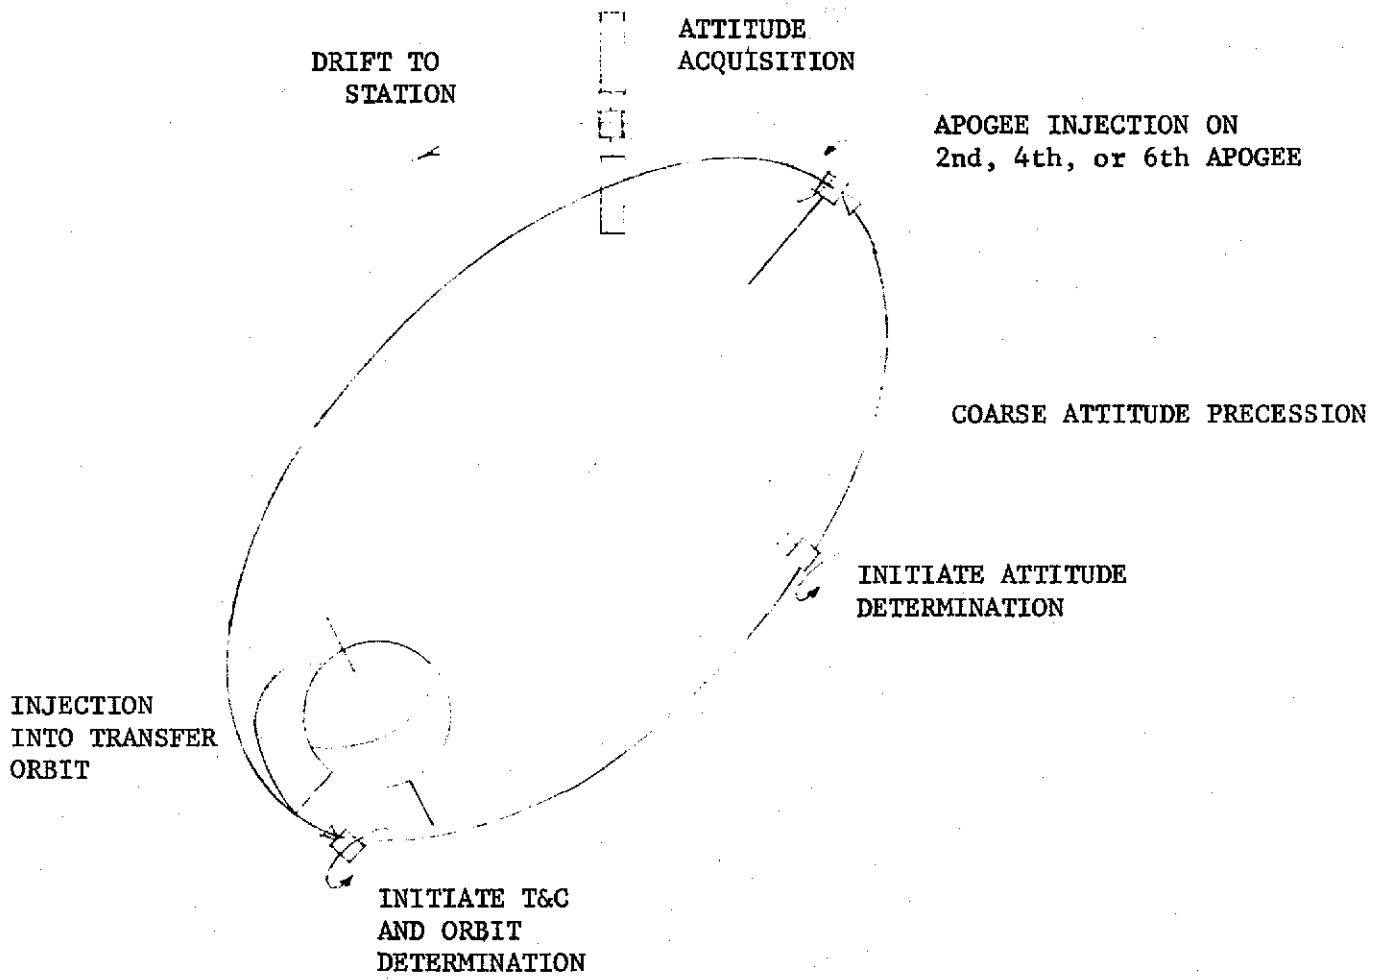 ATTITUDE
ACQUISITION
DRIFT TO
STATION
APOGEE INJECTION ON
2nd, 4th, or 6th APOGEE
COARSE ATTITUDE PRECESSION
INITIATE ATTITUDE
DETERMINATION
INJECTION
INTO TRANSFER
ORBIT
INITIATE T&C
AND ORBIT
DETERMINATION